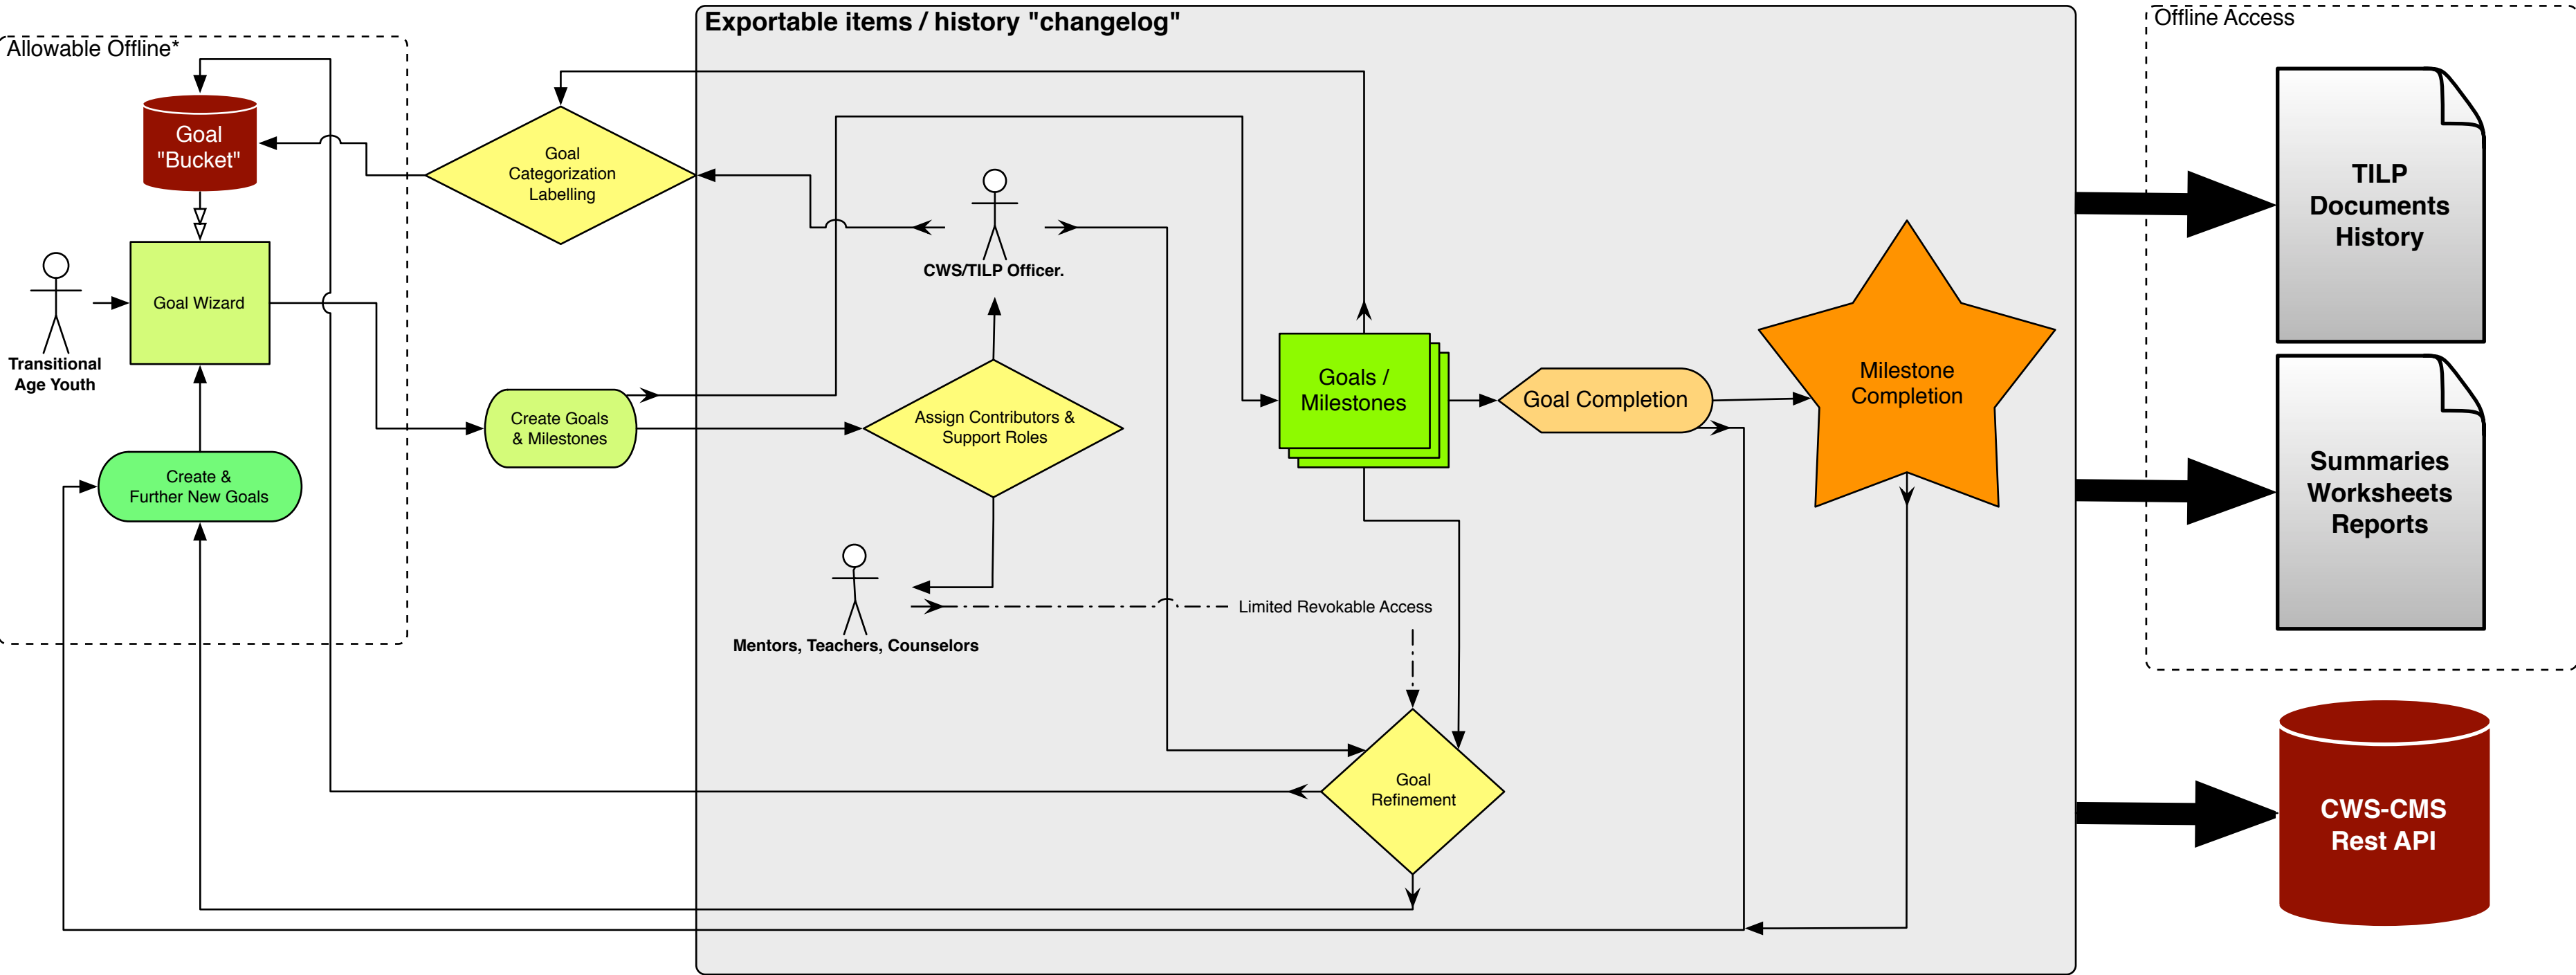 Exportable items / history "changelog"
Offline Access
Allowable Offline*
Goal
"Bucket"
Goal
Categorization
Labelling
TILP
Documents
History
CWS/TILP Officer.
Goal Wizard
Transitional
Age Youth
Goals /
Milestones
Goal Completion
Milestone
Completion
Create Goals
& Milestones
Assign Contributors &
Support Roles
Create &
Further New Goals
Summaries
Worksheets
Reports
Limited Revokable Access
Mentors, Teachers, Counselors
Goal
Refinement
CWS-CMS
Rest API